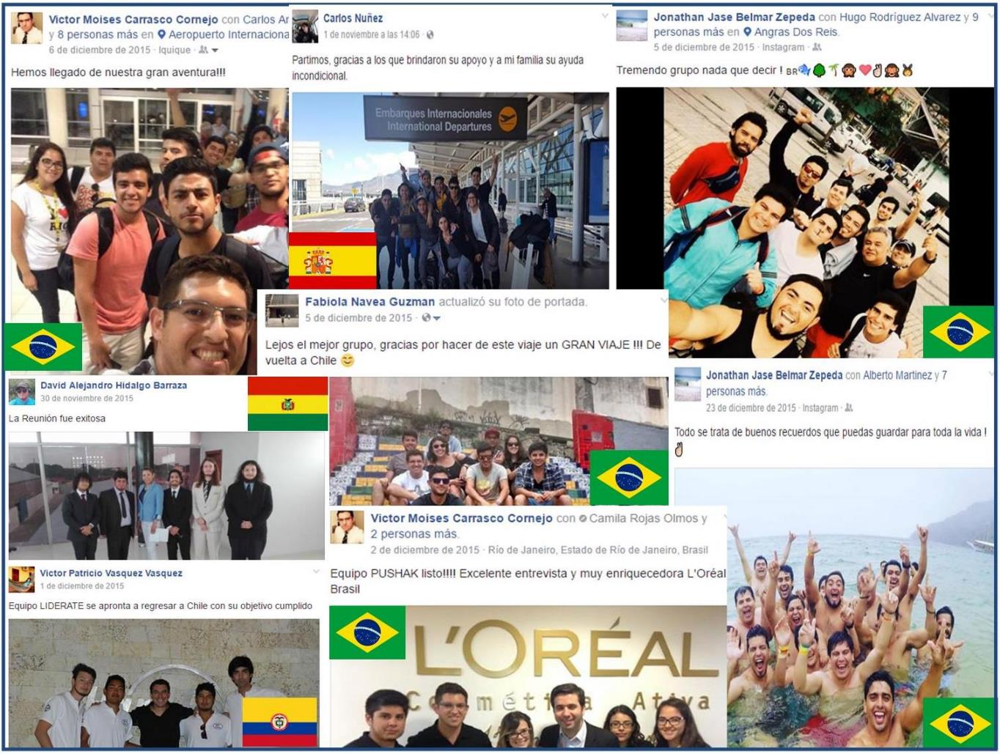 Victor Moises Carrasco Cornejo con Carlos Ar
y 8 personas más en Aeropuerto Internaciona
6 de diciembre de 2015 · Iquique ·
Hemos llegado de nuestra gran aventura!!!
Carlos Nuñez
1 de noviembre a las 14:06 ·
Partimos, gracias a los que brindaron su apoyo y a mi familia su ayuda
incondicional.
Embarques Internacionales
International Departures
Jonathan Jase Belmar Zepeda con Hugo Rodríguez Alvarez y 9
personas más en Angras Dos Reis.
5 de diciembre de 2015 · Instagram ·
Tremendo grupo nada que decir ! BR🐠🌳🌴🙊❤✌🙈
Fabiola Navea Guzman actualizó su foto de portada.
5 de diciembre de 2015 ·
Lejos el mejor grupo, gracias por hacer de este viaje un GRAN VIAJE !!! De
vuelta a Chile 😊
David Alejandro Hidalgo Barraza
30 de noviembre de 2015
La Reunión fue exitosa
Jonathan Jase Belmar Zepeda con Alberto Martinez y 7
personas más.
23 de diciembre de 2015 · Instagram ·
Todo se trata de buenos recuerdos que puedas guardar para toda la vida !
✌
Victor Moises Carrasco Cornejo con Camila Rojas Olmos y
2 personas más.
2 de diciembre de 2015 · Río de Janeiro, Estado de Río de Janeiro, Brasil
Equipo PUSHAK listo!!!! Excelente entrevista y muy enriquecedora L'Oréal
Brasil
L'ORÉAL
Cosmética Ativa
Victor Patricio Vasquez Vasquez
1 de diciembre de 2015
Equipo LIDERATE se apronta a regresar a Chile con su objetivo cumplido